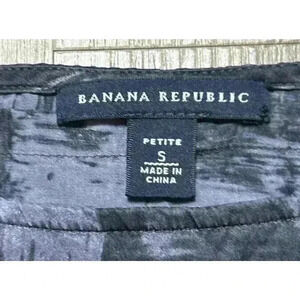 BANANA REPUBLIC
PETITE
S
MADE IN
CHINA